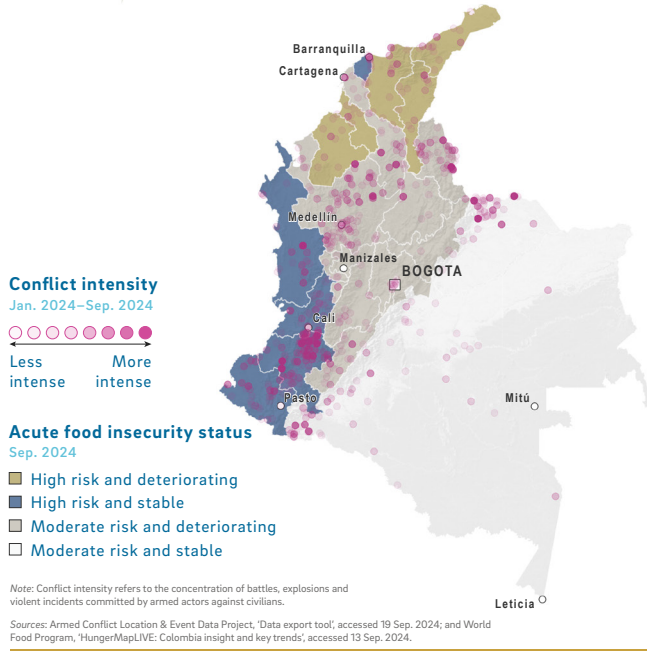 Barranquilla
Cartagena
Medellín
Manizales
BOGOTA
Cali
Pasto
Mitú
Leticia
Conflict intensity
Jan. 2024–Sep. 2024
Less intense
More intense
Acute food insecurity status
Sep. 2024
High risk and deteriorating
High risk and stable
Moderate risk and deteriorating
Moderate risk and stable
Note: Conflict intensity refers to the concentration of battles, explosions and
violent incidents committed by armed actors against civilians.
Sources: Armed Conflict Location & Event Data Project, ‘Data export tool’, accessed 19 Sep. 2024; and World
Food Program, ‘HungerMapLIVE: Colombia insight and key trends’, accessed 13 Sep. 2024.